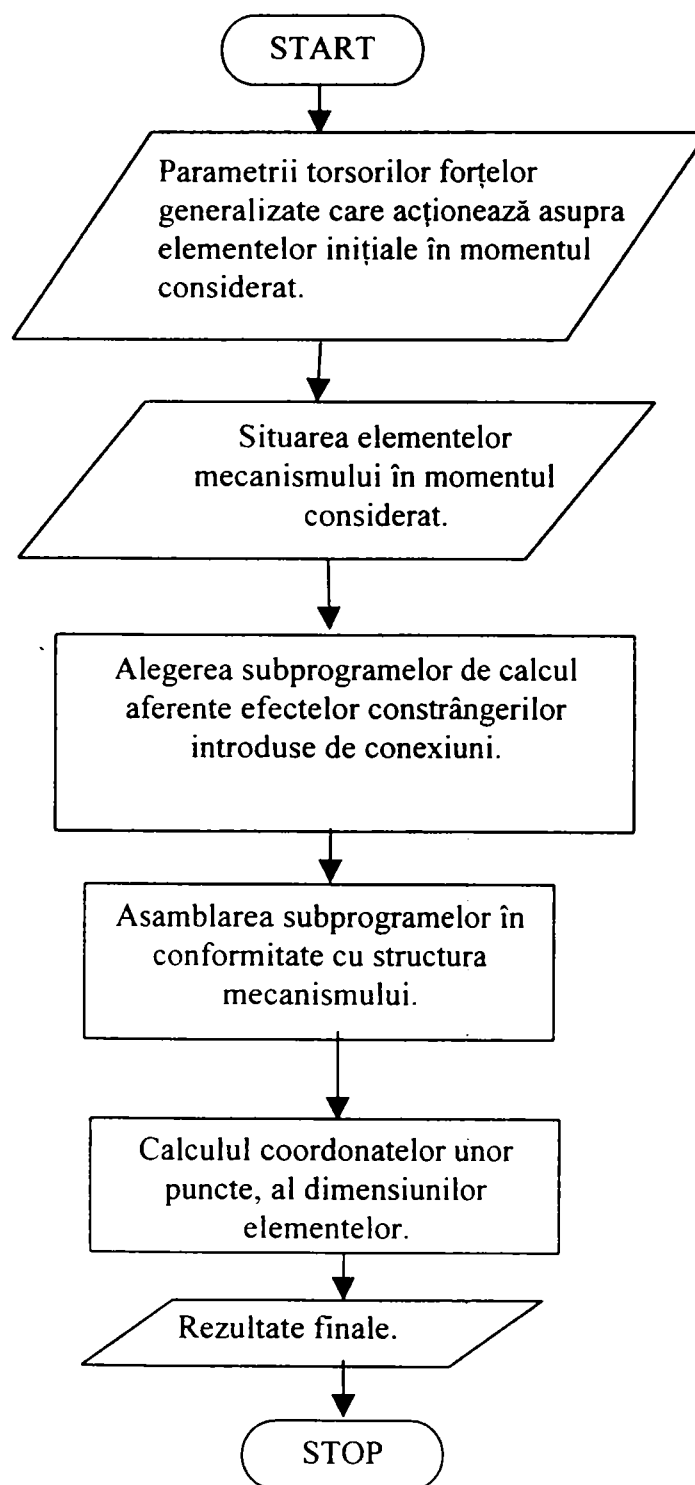 START
Parametrii torsorilor forțelor
generalizate care acționează asupra
elementelor inițiale în momentul
considerat.
Situarea elementelor
mecanismului în momentul
considerat.
Alegerea subprogramelor de calcul
aferente efectelor constrângerilor
introduse de conexiuni.
Asamblarea subprogramelor în
conformitate cu structura
mecanismului.
Calculul coordonatelor unor
puncte, al dimensiunilor
elementelor.
Rezultate finale.
STOP